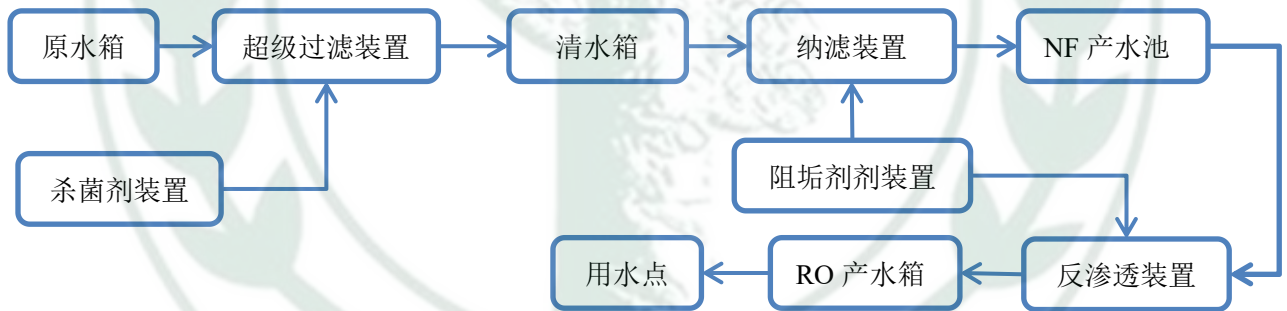 原水箱
超级过滤装置
清水箱
纳滤装置
NF 产水池
杀菌剂装置
阻垢剂剂装置
用水点
RO 产水箱
反渗透装置